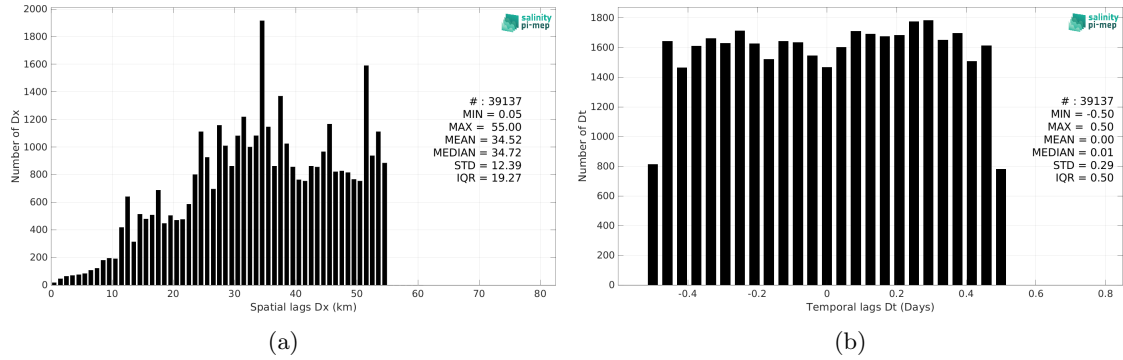 2000
1800
1600
1400
1200
1000
800
600
400
200
0
Number of Dx
0 10 20 30 40 50 60 70 80
Spatial lags Dx (km)
salinity
pi-mep
# : 39137
MIN = 0.05
MAX = 55.00
MEAN = 34.52
MEDIAN = 34.72
STD = 12.39
IQR = 19.27
(a)
1800
1600
1400
1200
1000
800
600
400
200
0
Number of Dt
-0.4 -0.2 0 0.2 0.4 0.6 0.8
Temporal lags Dt (Days)
salinity
pi-mep
# : 39137
MIN = -0.50
MAX = 0.50
MEAN = 0.00
MEDIAN = 0.01
STD = 0.29
IQR = 0.50
(b)